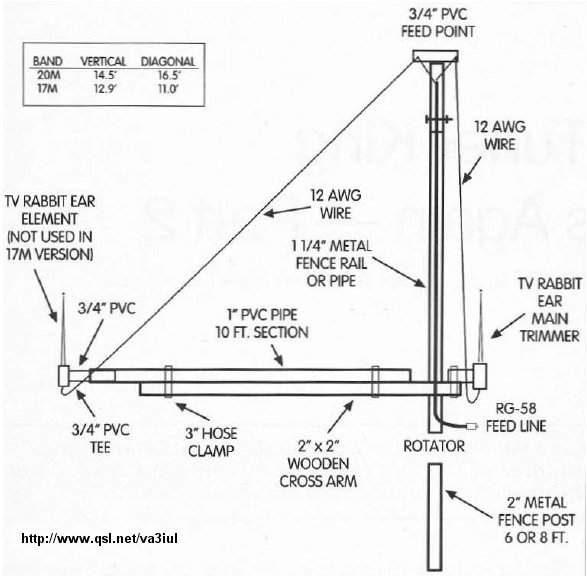 3/4" PVC
FEED POINT
BAND VERTICAL DIAGONAL
20M 14.5' 16.5'
17M 12.9' 11.0'
12 AWG
WIRE
TV RABBIT EAR
ELEMENT
(NOT USED IN
17M VERSION)
12 AWG
WIRE
1 1/4" METAL
FENCE RAIL
OR PIPE
TV RABBIT
EAR
MAIN
TRIMMER
3/4" PVC
1" PVC PIPE
10 FT. SECTION
3/4" PVC
TEE
3" HOSE
CLAMP
2" x 2"
WOODEN
CROSS ARM
RG-58
FEED LINE
ROTATOR
2" METAL
FENCE POST
6 OR 8 FT.
http://www.qsl.net/va3iul